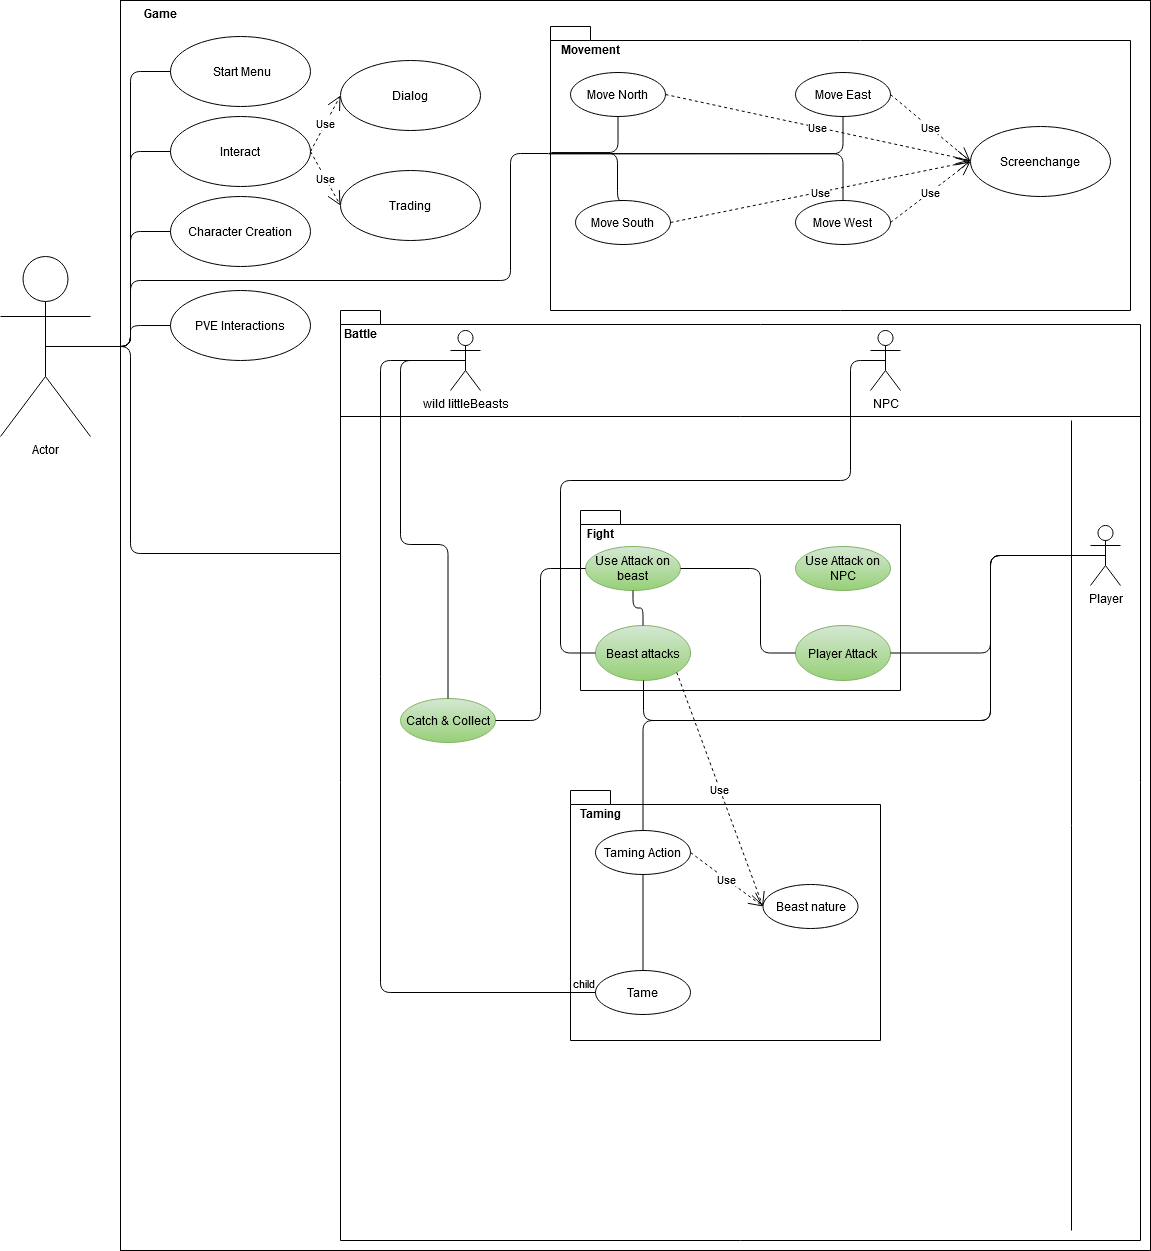 Game
Movement
Start Menu
Interact
Character Creation
PVE Interactions
Use
Use
Dialog
Trading
Move North
Move East
Move South
Move West
Use
Use
Use
Use
Screenchange
Actor
Battle
wild littleBeasts
NPC
Fight
Use Attack on
beast
Use Attack on
NPC
Beast attacks
Player Attack
Player
Catch & Collect
Use
Taming
Taming Action
Use
Beast nature
child
Tame